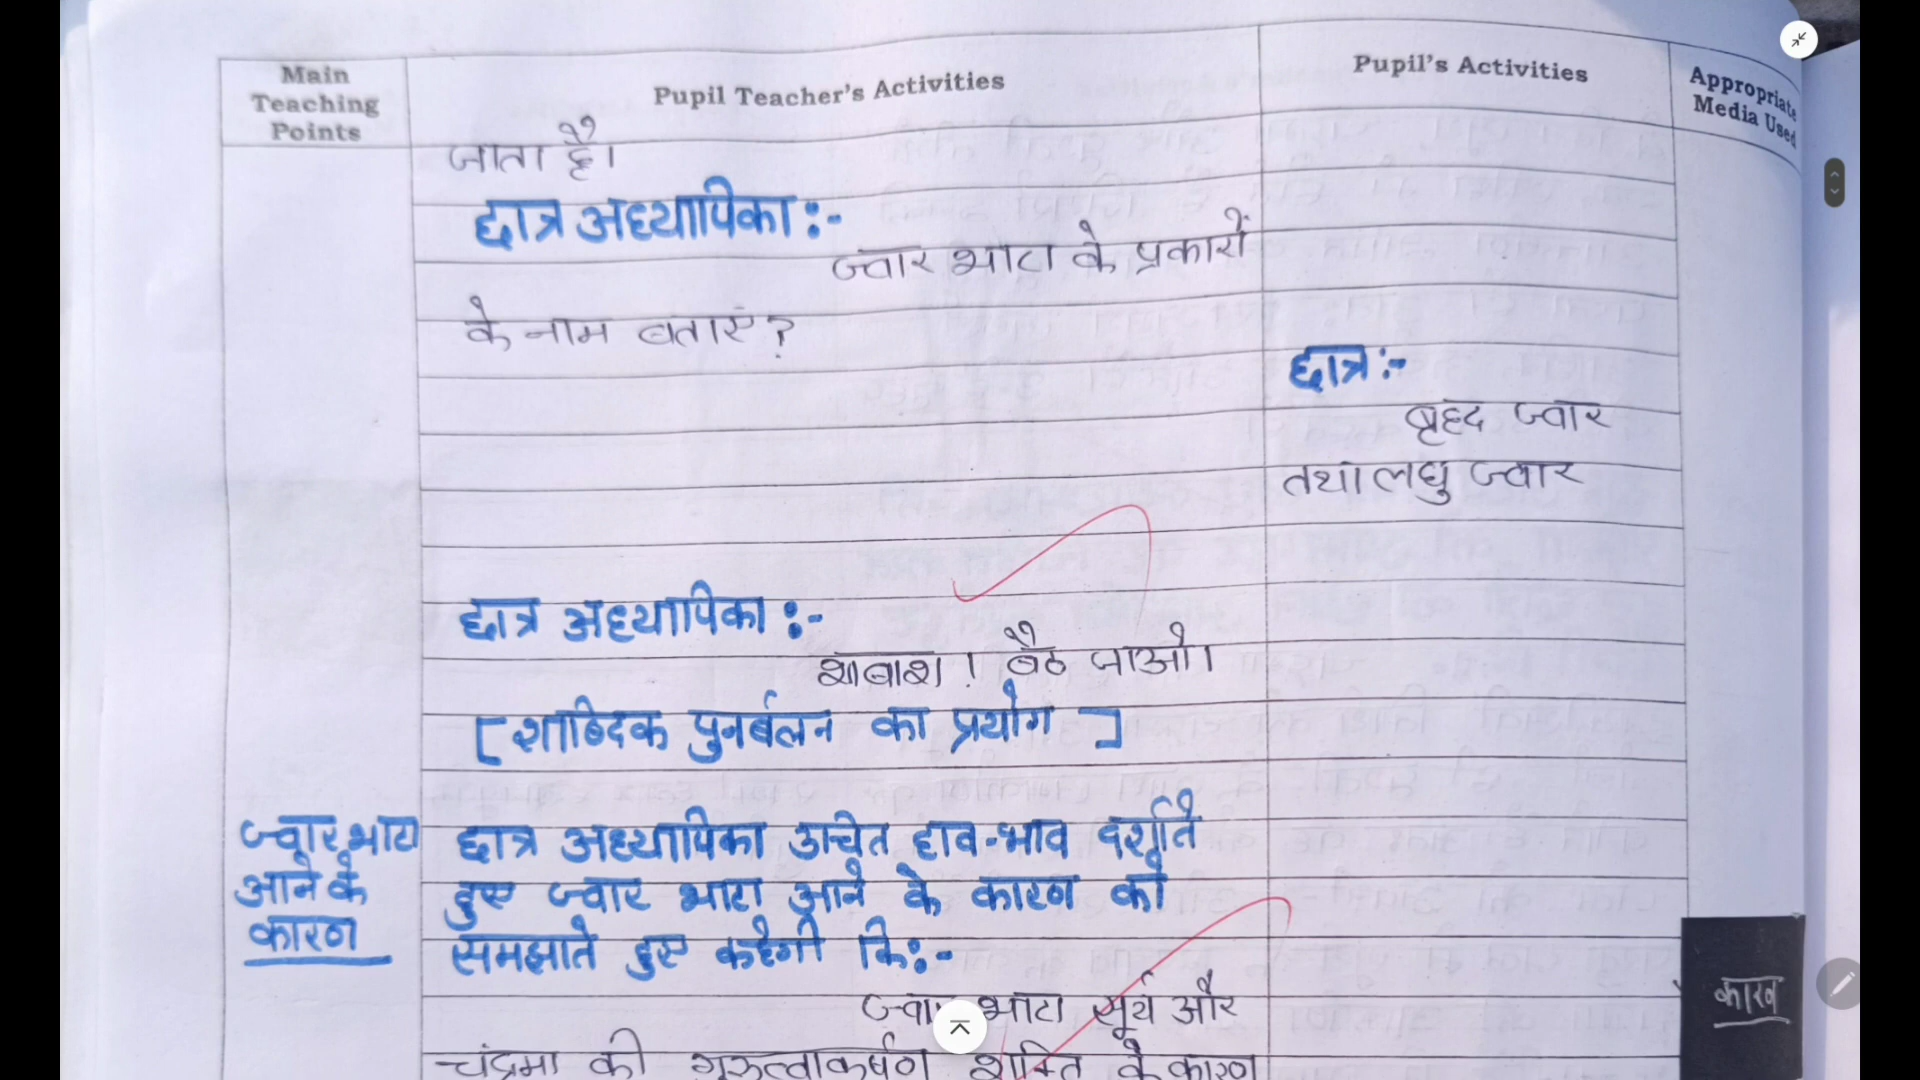 Main
Teaching
Points
Pupil Teacher's Activities
Pupil's Activities
Appropriate
Media Used
जाता है।
छात्र अध्यापिका:-
ज्वार भाटा के प्रकारों
के नाम बताएं?
छात्र:-
बृहद ज्वार
तथा लघु ज्वार
छात्र अध्यापिका:-
शाबाश! बैठ जाओ।
[शाब्दिक पुनर्बलन का प्रयोग]
ज्वार भाटा
आने के
कारण
छात्र अध्यापिका उचित हाव-भाव दर्शाते
हुए ज्वार भाटा आने के कारण को
समझाते हुए कहेगी कि:-
भाटा सूर्य और
चंद्रमा की गुरुत्वाकर्षण शक्ति के कारण
कारण